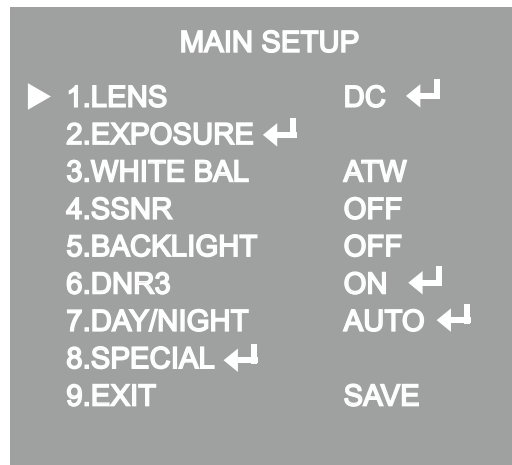 MAIN SETUP
1.LENS DC ↵
2.EXPOSURE ↵
3.WHITE BAL ATW
4.SSNR OFF
5.BACKLIGHT OFF
6.DNR3 ON ↵
7.DAY/NIGHT AUTO ↵
8.SPECIAL ↵
9.EXIT SAVE